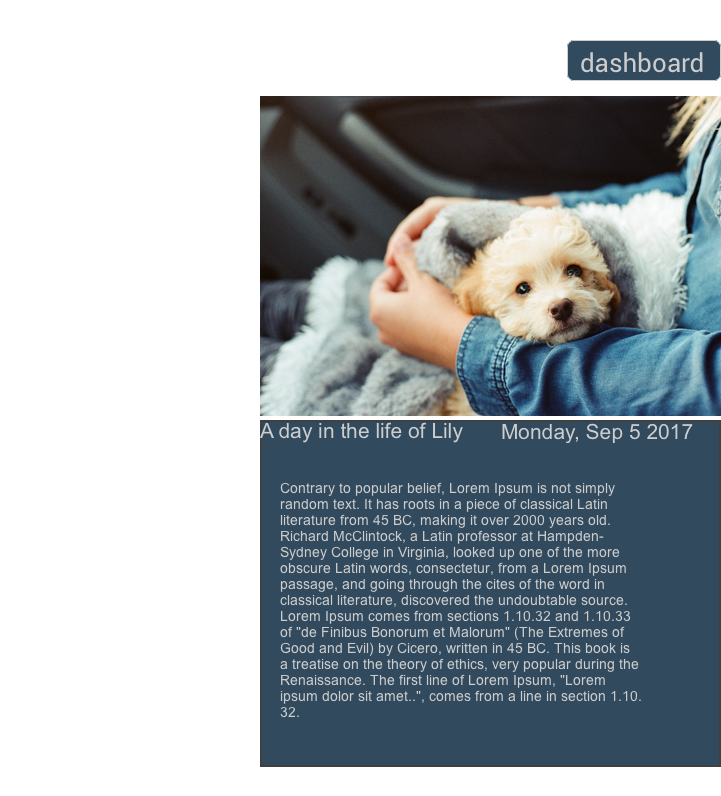 dashboard
A day in the life of Lily Monday, Sep 5 2017
Contrary to popular belief, Lorem Ipsum is not simply
random text. It has roots in a piece of classical Latin
literature from 45 BC, making it over 2000 years old.
Richard McClintock, a Latin professor at Hampden-
Sydney College in Virginia, looked up one of the more
obscure Latin words, consectetur, from a Lorem Ipsum
passage, and going through the cites of the word in
classical literature, discovered the undoubtable source.
Lorem Ipsum comes from sections 1.10.32 and 1.10.33
of "de Finibus Bonorum et Malorum" (The Extremes of
Good and Evil) by Cicero, written in 45 BC. This book is
a treatise on the theory of ethics, very popular during the
Renaissance. The first line of Lorem Ipsum, "Lorem
ipsum dolor sit amet..", comes from a line in section 1.10.
32.